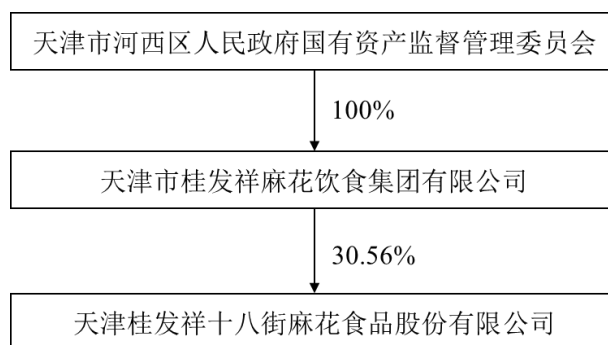 天津市河西区人民政府国有资产监督管理委员会
100%
天津市桂发祥麻花饮食集团有限公司
30.56%
天津桂发祥十八街麻花食品股份有限公司